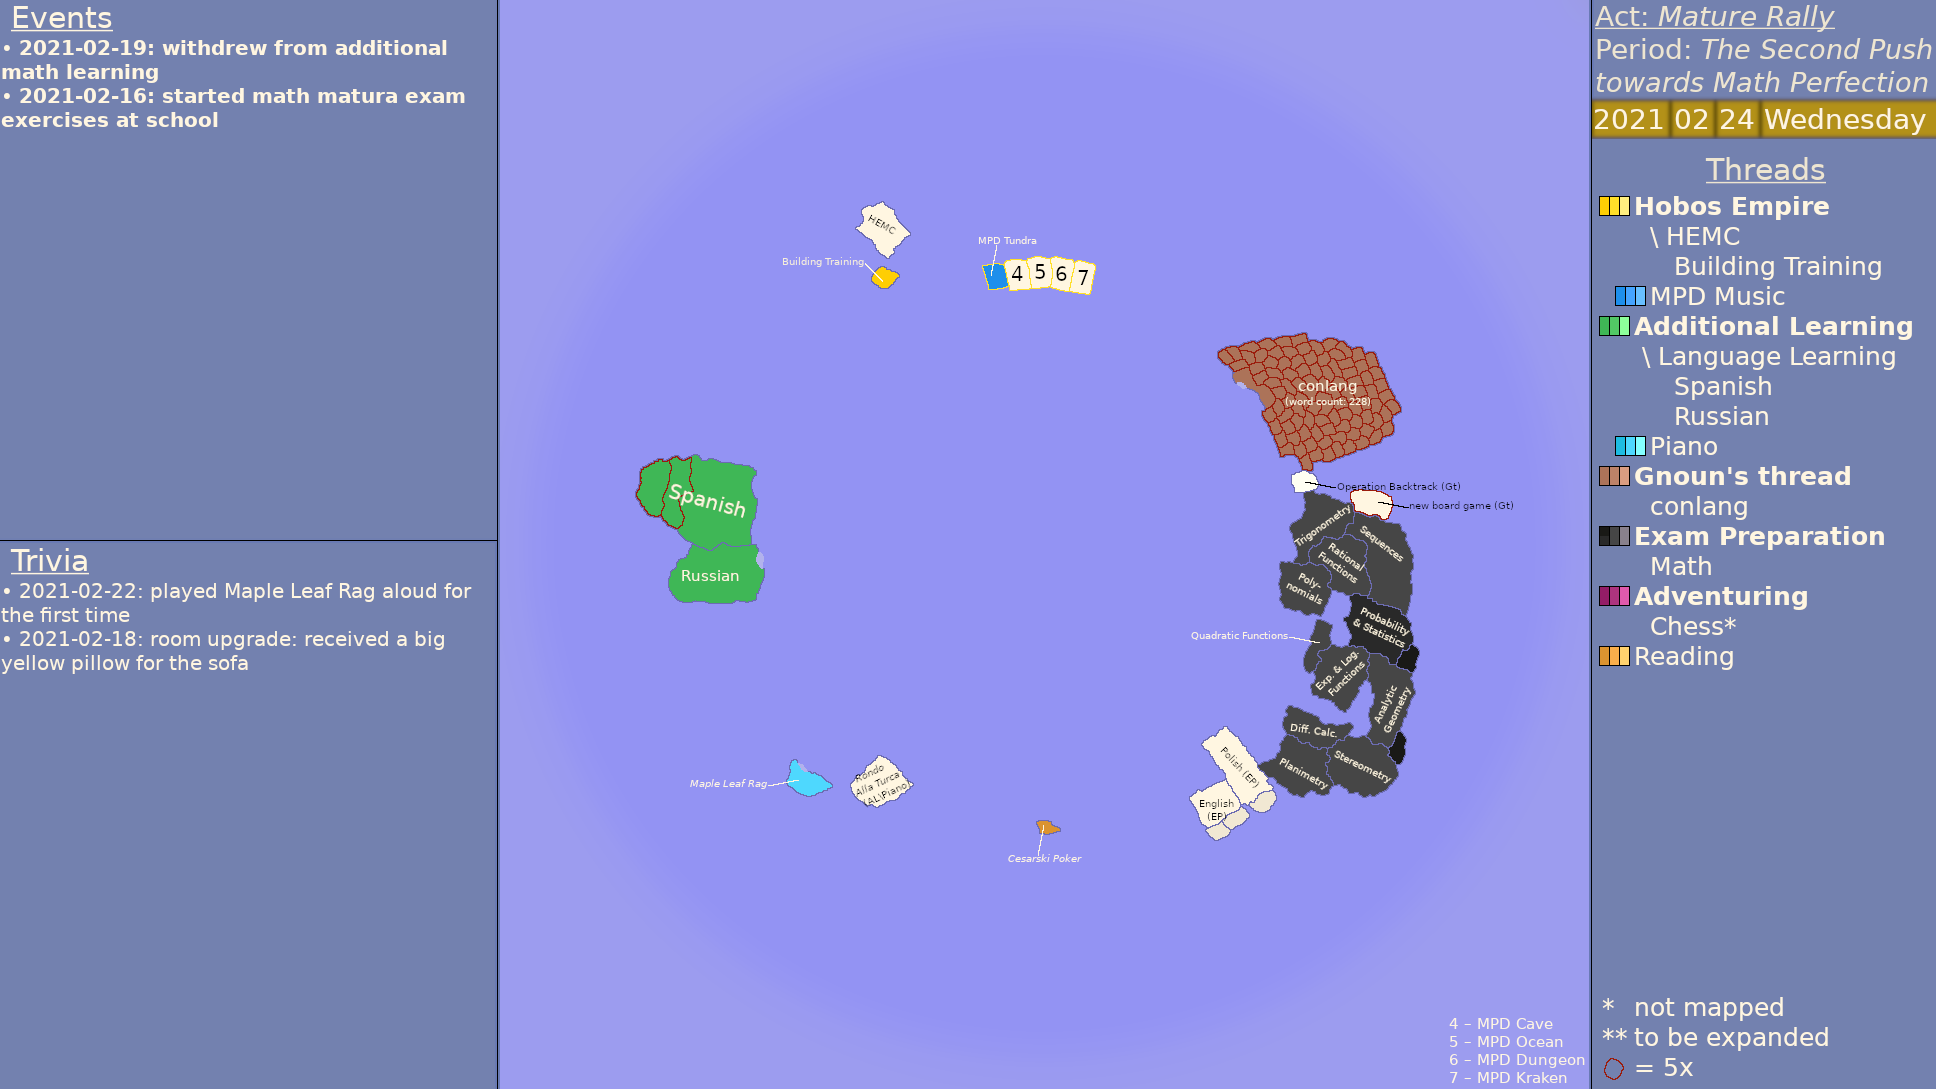 Events
• 2021-02-19: withdrew from additional
math learning
• 2021-02-16: started math matura exam
exercises at school
Trivia
• 2021-02-22: played Maple Leaf Rag aloud for
the first time
• 2021-02-18: room upgrade: received a big
yellow pillow for the sofa
HEMC
Building Training
MPD Tundra
4 5 6 7
conlang
(word count: 228)
Operation Backtrack (Gt)
new board game (Gt)
Spanish
Russian
Trigonometry
Sequences
Rational
Functions
Poly-
nomials
Probability
& Statistics
Quadratic Functions
Exp. & Log.
Functions
Analytic
Geometry
Diff. Calc.
Planimetry
Stereometry
Polish (EP)
English
(EP)
Maple Leaf Rag
Rondo
Alla Turca
(AL\Piano)
Cesarski Poker
4 – MPD Cave
5 – MPD Ocean
6 – MPD Dungeon
7 – MPD Kraken
Act: Mature Rally
Period: The Second Push
towards Math Perfection
2021 02 24 Wednesday
Threads
Hobos Empire
\ HEMC
Building Training
MPD Music
Additional Learning
\ Language Learning
Spanish
Russian
Piano
Gnoun's thread
conlang
Exam Preparation
Math
Adventuring
Chess*
Reading
* not mapped
** to be expanded
= 5x